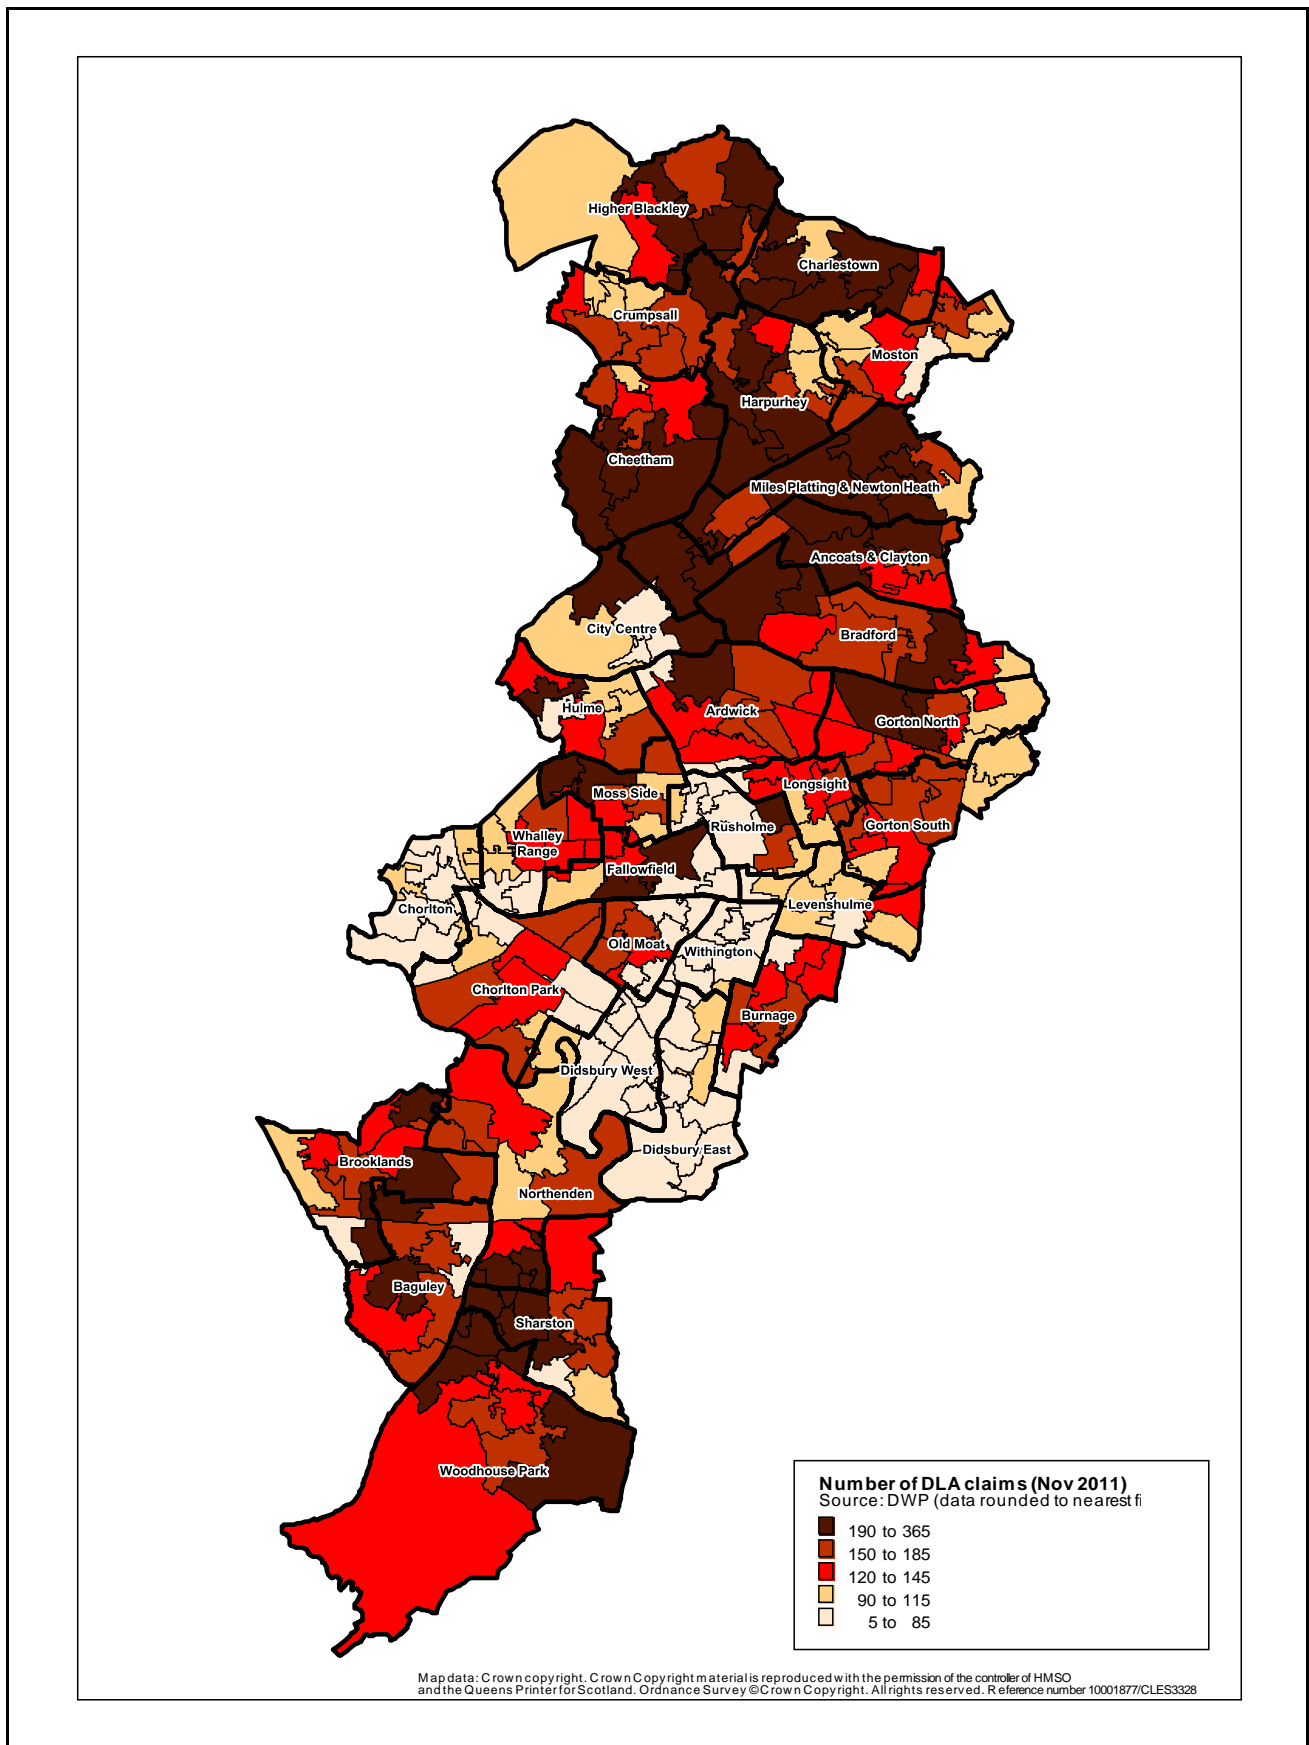 Higher Blackley
Charlestown
Crumpsall
Moston
Harpurhey
Cheetham
Miles Platting & Newton Heath
Ancoats & Clayton
City Centre
Bradford
Hulme
Ardwick
Gorton North
Longsight
Moss Side
Rusholme
Gorton South
Whalley
Range
Fallowfield
Levenshulme
Chorlton
Old Moat
Withington
Chorlton Park
Burnage
Didsbury West
Didsbury East
Brooklands
Northenden
Baguley
Sharston
Woodhouse Park
Number of DLA claims (Nov 2011)
Source: DWP (data rounded to nearest fi
190 to 365
150 to 185
120 to 145
90 to 115
5 to 85
Map data: Crown copyright. Crown Copyright material is reproduced with the permission of the controller of HMSO
and the Queens Printer for Scotland. Ordnance Survey © Crown Copyright. All rights reserved. Reference number 10001877/CLES3328